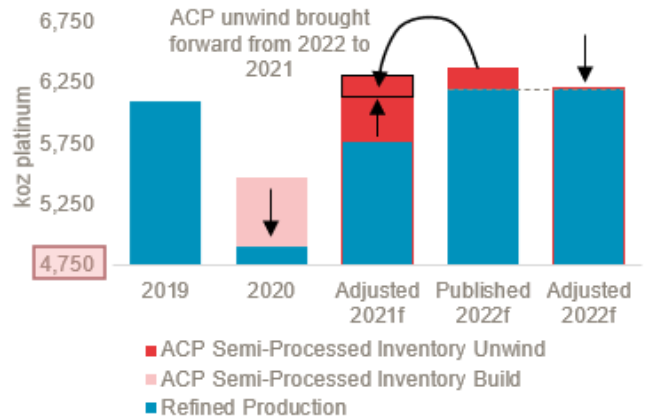 ACP unwind brought
forward from 2022 to
2021
koz platinum
6,750
6,250
5,750
5,250
4,750
2019
2020
Adjusted
2021f
Published
2022f
Adjusted
2022f
ACP Semi-Processed Inventory Unwind
ACP Semi-Processed Inventory Build
Refined Production